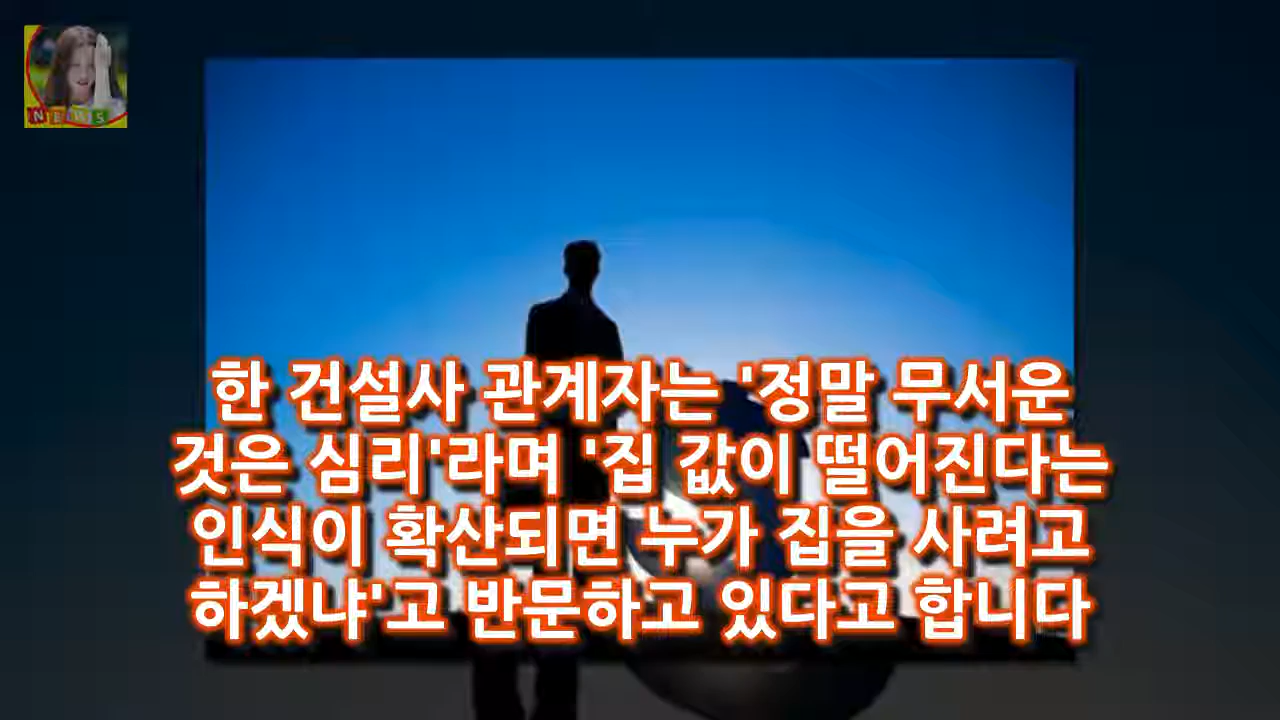 NEWS
한 건설사 관계자는 '정말 무서운
것은 심리'라며 '집 값이 떨어진다는
인식이 확산되면 누가 집을 사려고
하겠냐'고 반문하고 있다고 합니다